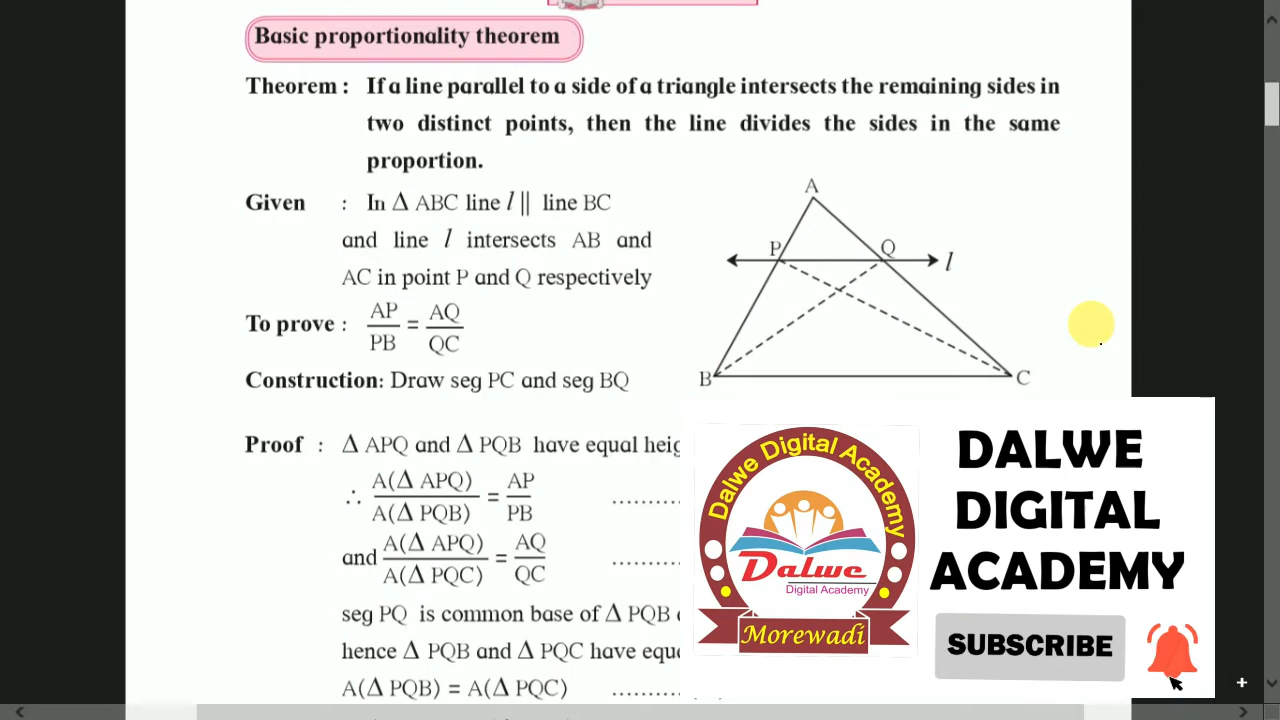 Basic proportionality theorem
Theorem : If a line parallel to a side of a triangle intersects the remaining sides in
two distinct points, then the line divides the sides in the same
proportion.
Given : In Δ ABC line l || line BC
and line l intersects AB and
AC in point P and Q respectively
To prove : AP/PB = AQ/QC
Construction: Draw seg PC and seg BQ
A
P
Q
l
B
C
Proof : Δ APQ and Δ PQB have equal
∴ A(Δ APQ)/A(Δ PQB) = AP/PB ..........
and A(Δ APQ)/A(Δ PQC) = AQ/QC ..........
seg PQ is common base of Δ PQB
hence Δ PQB and Δ PQC have
A(Δ PQB) = A(Δ PQC) ..........
Dalwe Digital Academy
Dalwe
Digital Academy
Morewadi
DALWE
DIGITAL
ACADEMY
SUBSCRIBE